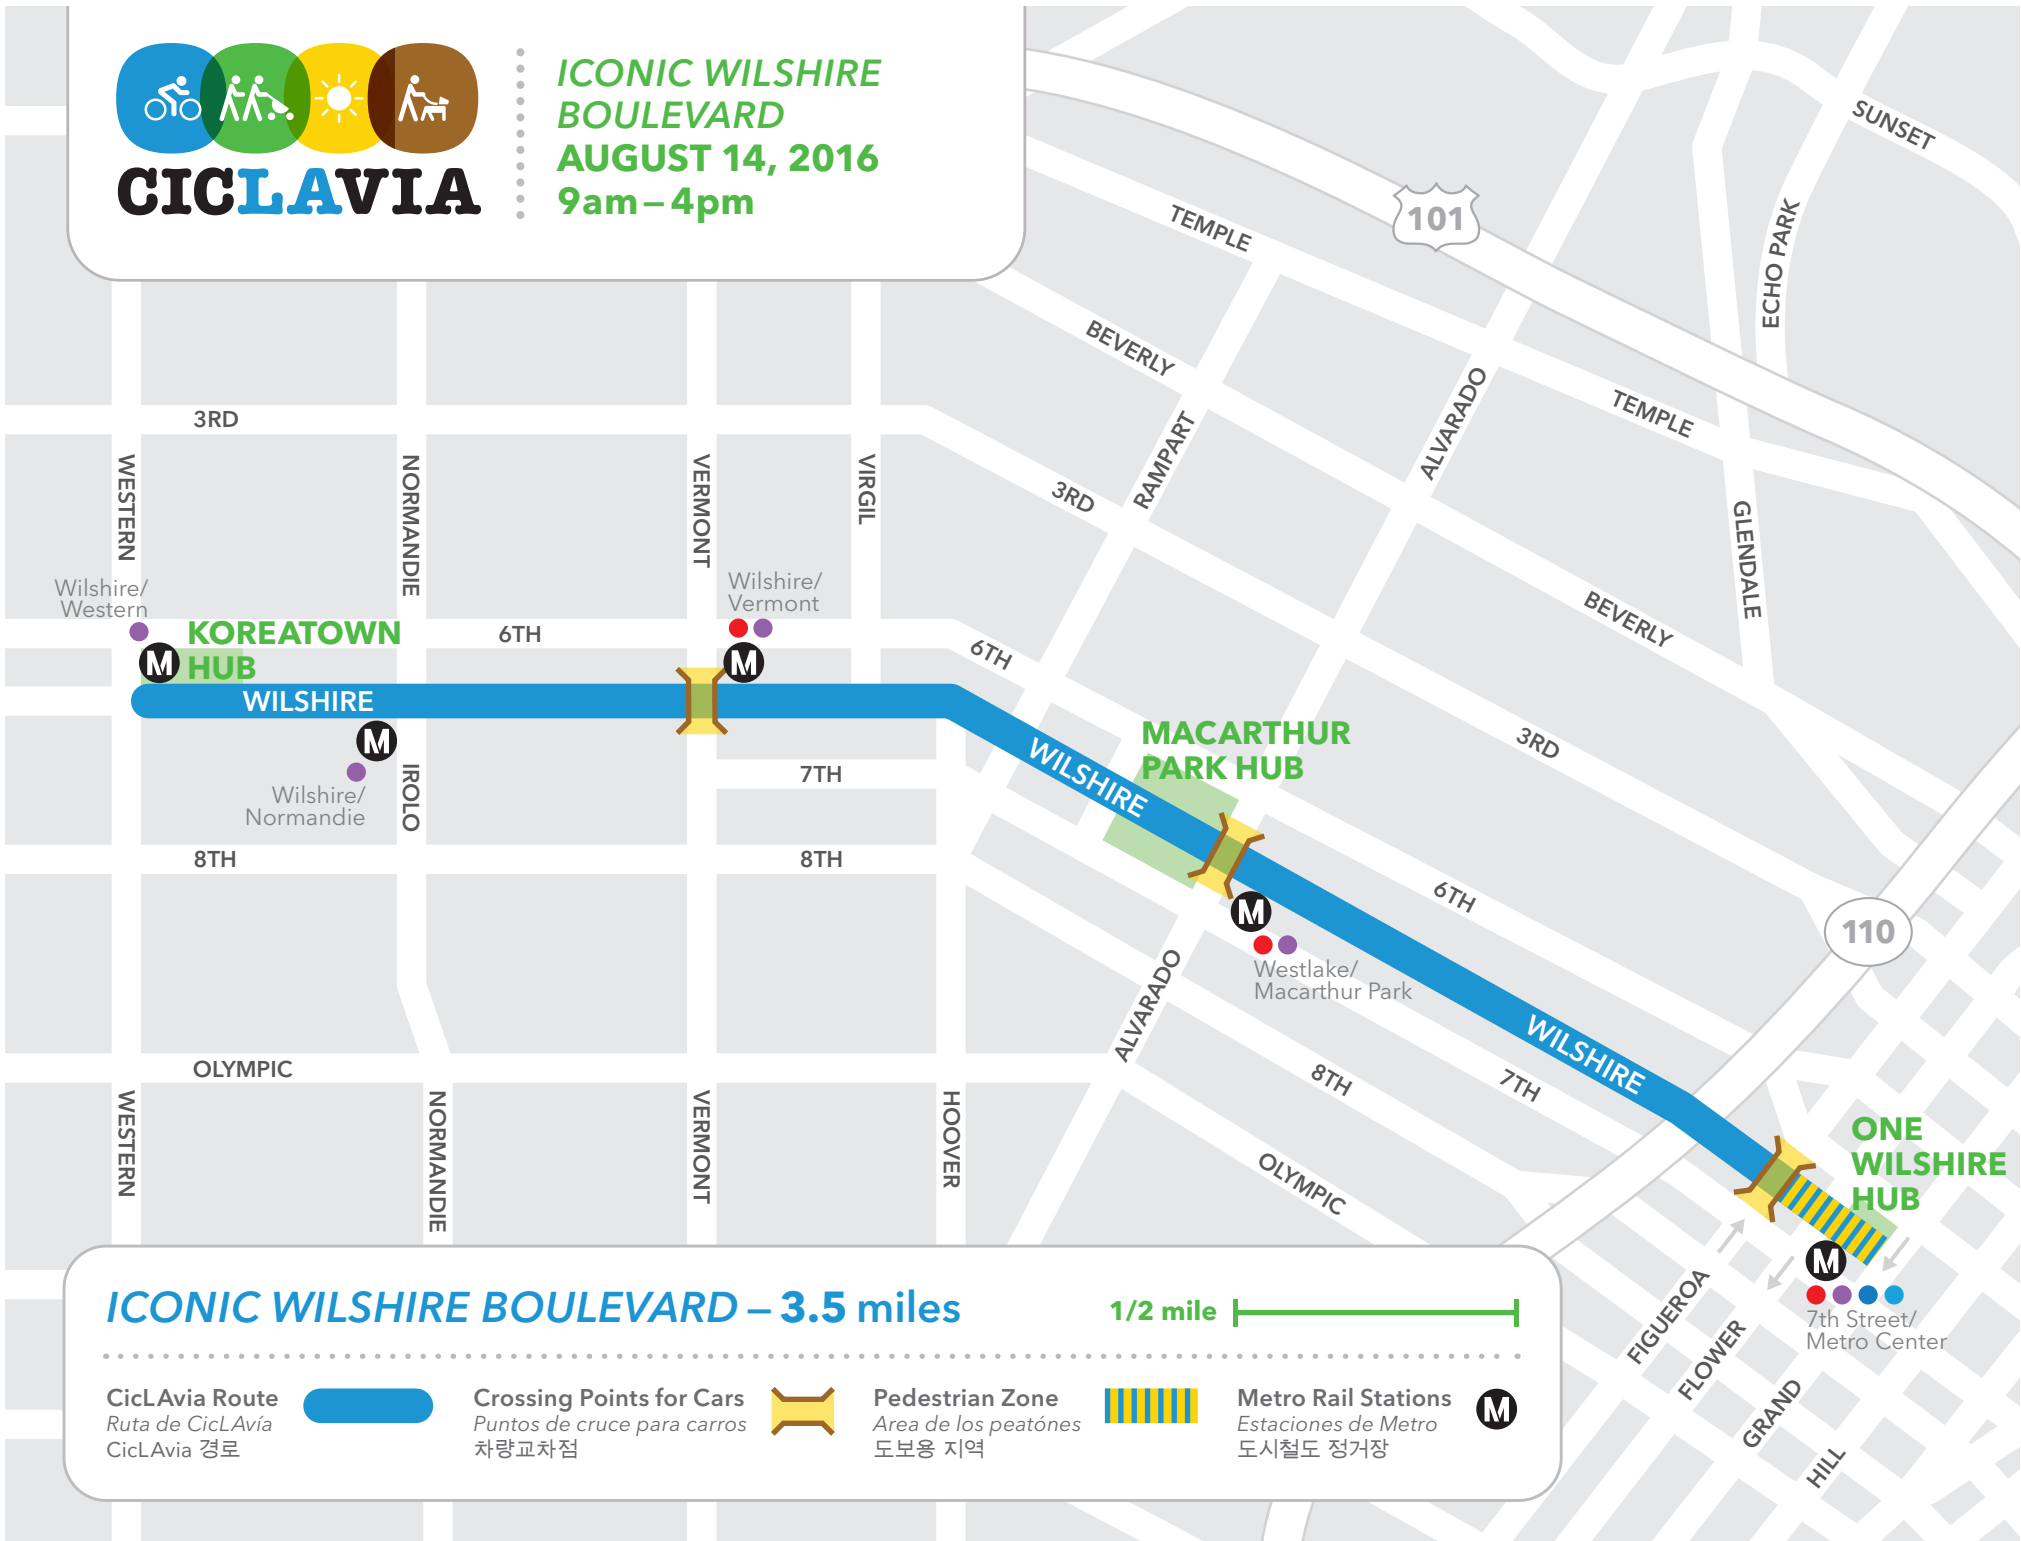 CICLAVIA
ICONIC WILSHIRE
BOULEVARD
AUGUST 14, 2016
9am – 4pm
SUNSET
101
TEMPLE
ECHO PARK
BEVERLY
ALVARADO
TEMPLE
3RD
RAMPART
WESTERN
NORMANDIE
VERMONT
VIRGIL
3RD
GLENDALE
Wilshire/
Western
Wilshire/
Vermont
BEVERLY
KOREATOWN
HUB
M
6TH
M
6TH
WILSHIRE
M
Wilshire/
Normandie
IROLO
7TH
WILSHIRE
MACARTHUR
PARK HUB
3RD
8TH
8TH
6TH
M
Westlake/
Macarthur Park
110
ALVARADO
WILSHIRE
OLYMPIC
8TH
7TH
WESTERN
NORMANDIE
VERMONT
HOOVER
OLYMPIC
ONE
WILSHIRE
HUB
M
7th Street/
Metro Center
FIGUEROA
FLOWER
GRAND
HILL
ICONIC WILSHIRE BOULEVARD – 3.5 miles
1/2 mile
CicLAvia Route
Ruta de CicLAvía
CicLAvia 경로
Crossing Points for Cars
Puntos de cruce para carros
차량교차점
Pedestrian Zone
Area de los peatónes
도보용 지역
Metro Rail Stations
Estaciones de Metro
도시철도 정거장
M